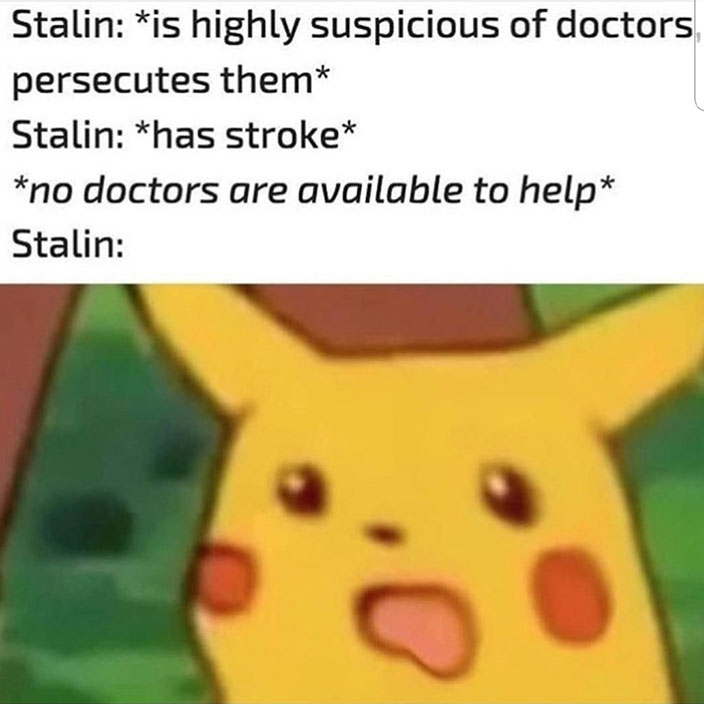 Stalin: *is highly suspicious of doctors,
persecutes them*
Stalin: *has stroke*
*no doctors are available to help*
Stalin: